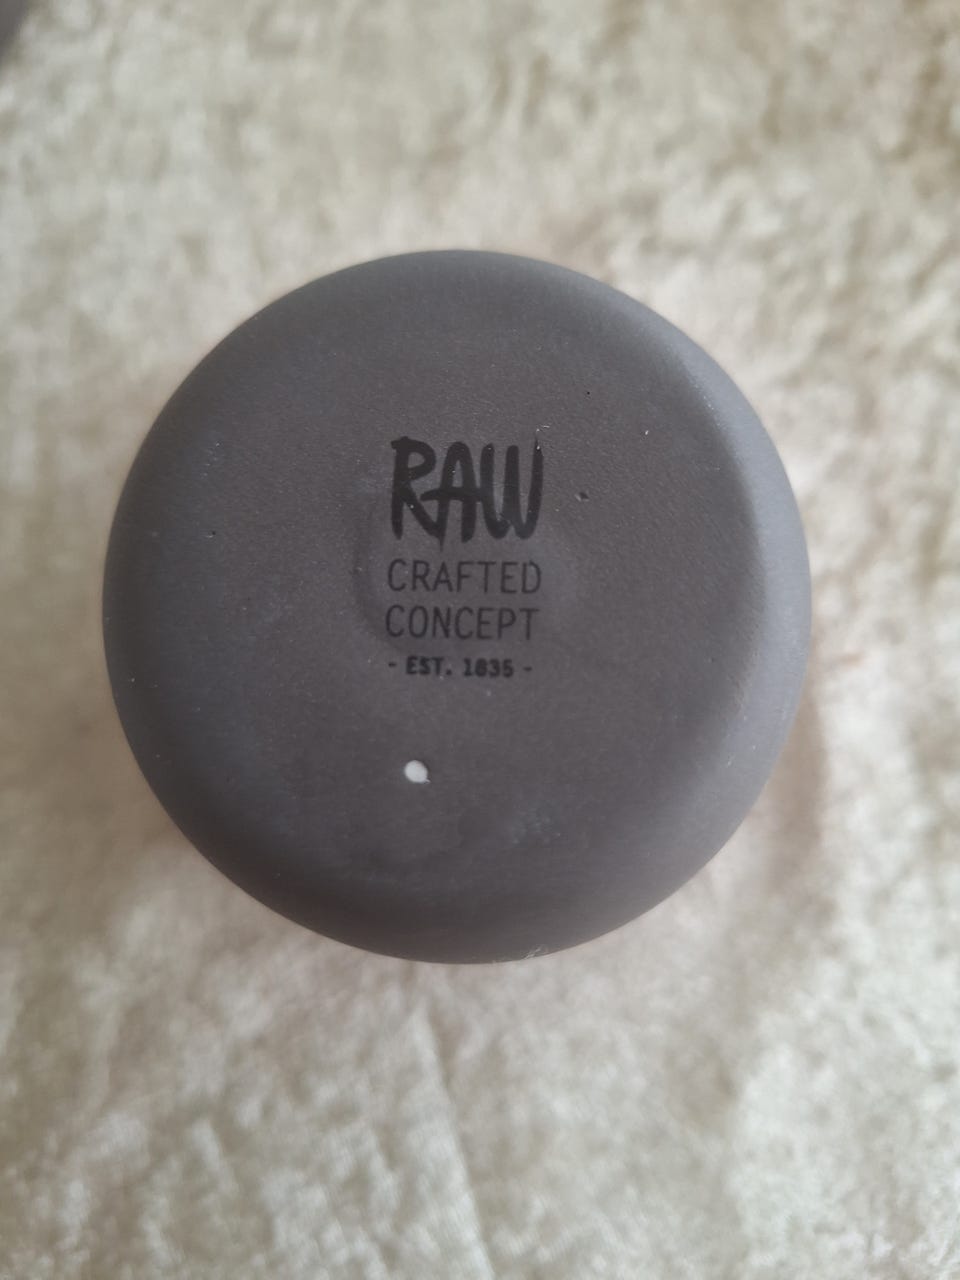 RAW
CRAFTED
CONCEPT
- EST. 1835 -